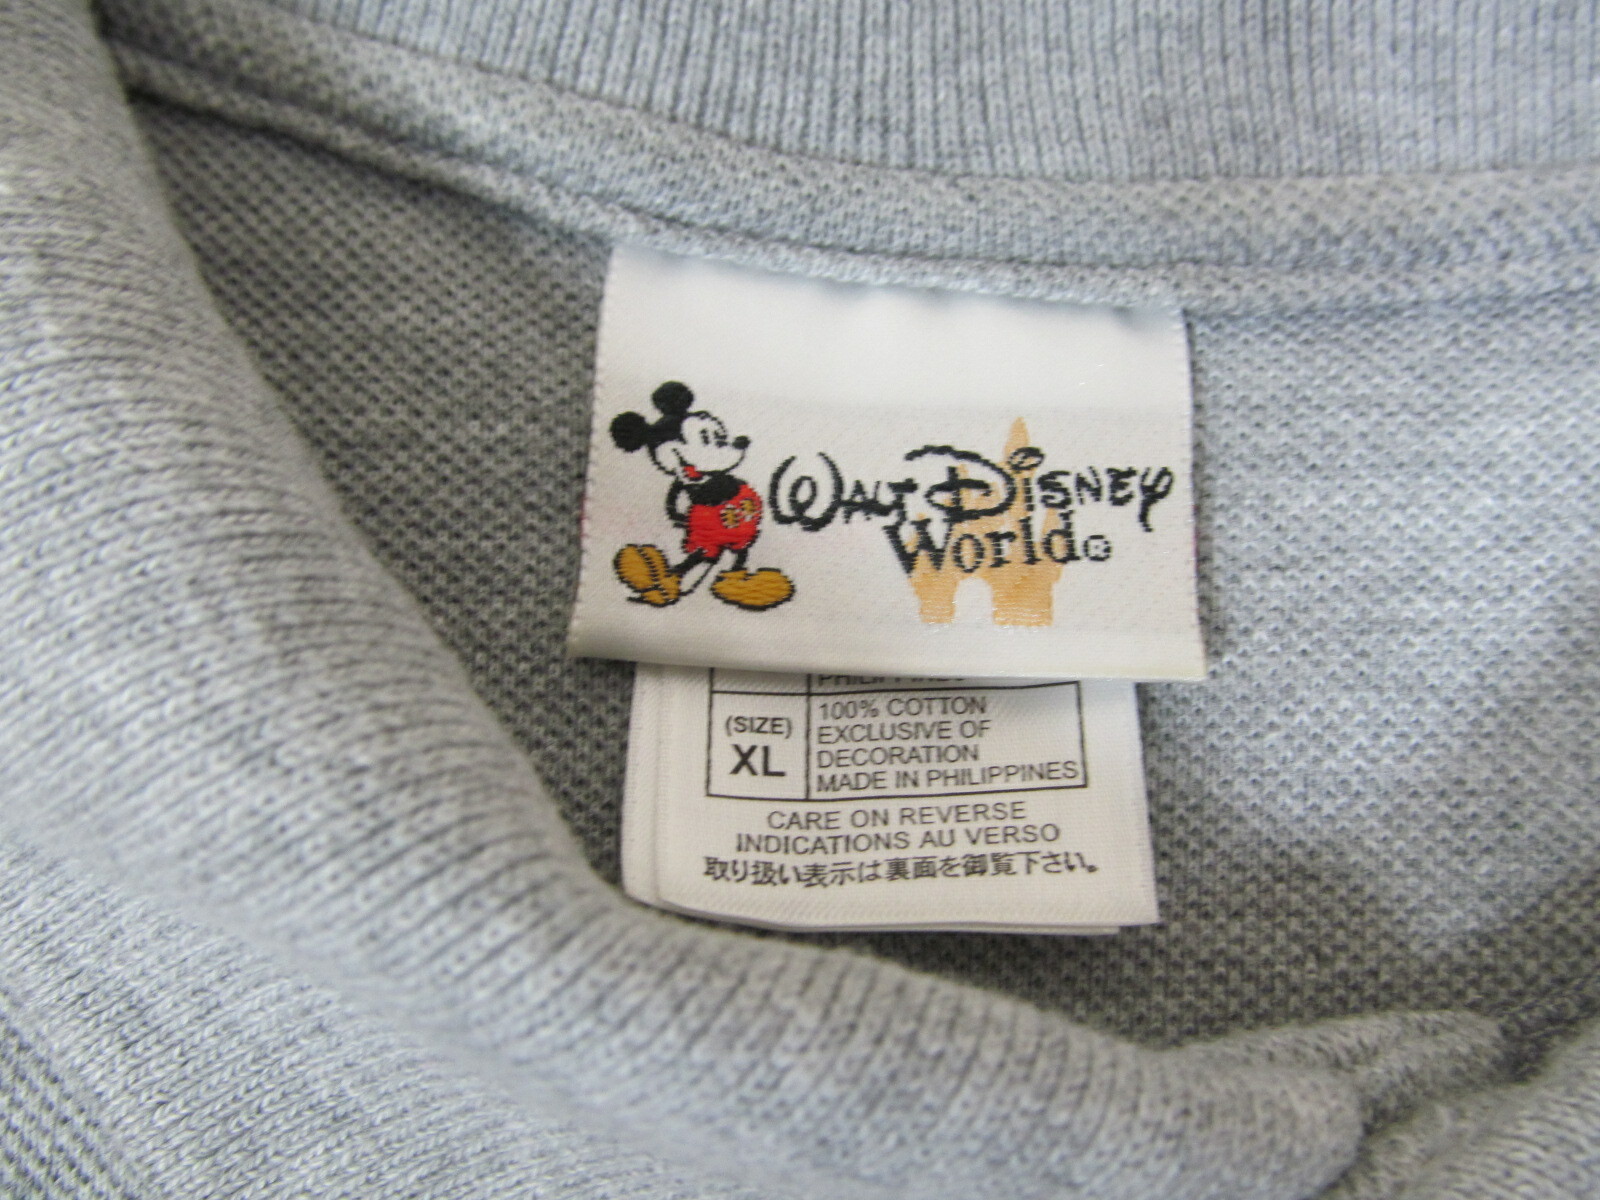 WALT DISNEY
World®
PHILIPPINES
(SIZE)
XL
100% COTTON
EXCLUSIVE OF
DECORATION
MADE IN PHILIPPINES
CARE ON REVERSE
INDICATIONS AU VERSO
取り扱い表示は裏面を御覧下さい。